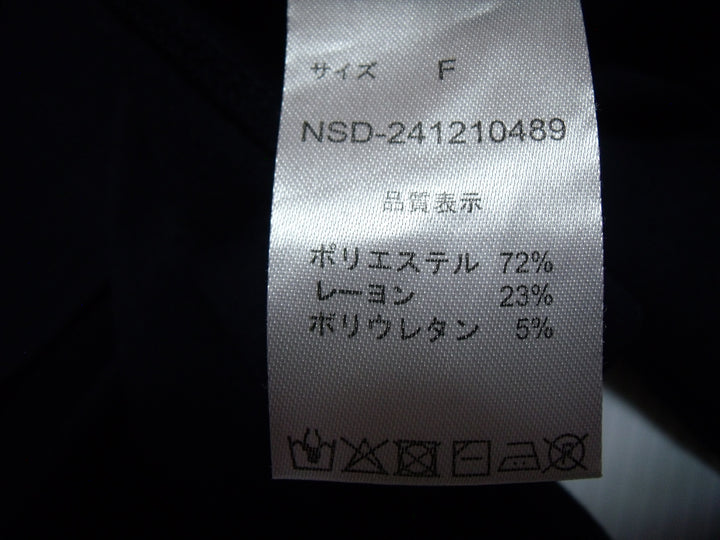 サイズ F
NSD-241210489
品質表示
ポリエステル 72%
レーヨン 23%
ポリウレタン 5%